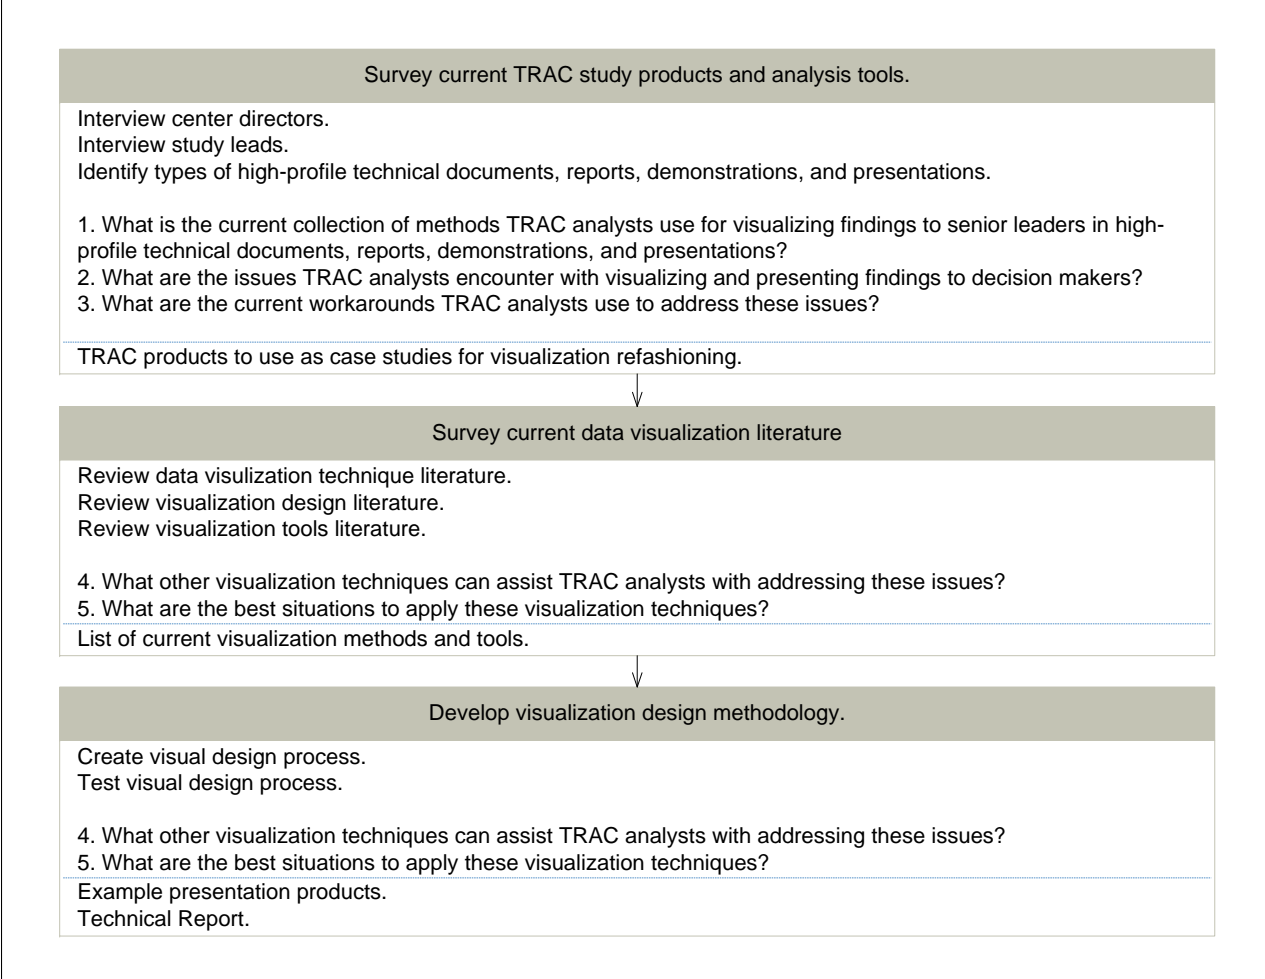 Survey current TRAC study products and analysis tools.
Interview center directors.
Interview study leads.
Identify types of high-profile technical documents, reports, demonstrations, and presentations.
1. What is the current collection of methods TRAC analysts use for visualizing findings to senior leaders in high-
profile technical documents, reports, demonstrations, and presentations?
2. What are the issues TRAC analysts encounter with visualizing and presenting findings to decision makers?
3. What are the current workarounds TRAC analysts use to address these issues?
TRAC products to use as case studies for visualization refashioning.
Survey current data visualization literature
Review data visulization technique literature.
Review visualization design literature.
Review visualization tools literature.
4. What other visualization techniques can assist TRAC analysts with addressing these issues?
5. What are the best situations to apply these visualization techniques?
List of current visualization methods and tools.
Develop visualization design methodology.
Create visual design process.
Test visual design process.
4. What other visualization techniques can assist TRAC analysts with addressing these issues?
5. What are the best situations to apply these visualization techniques?
Example presentation products.
Technical Report.